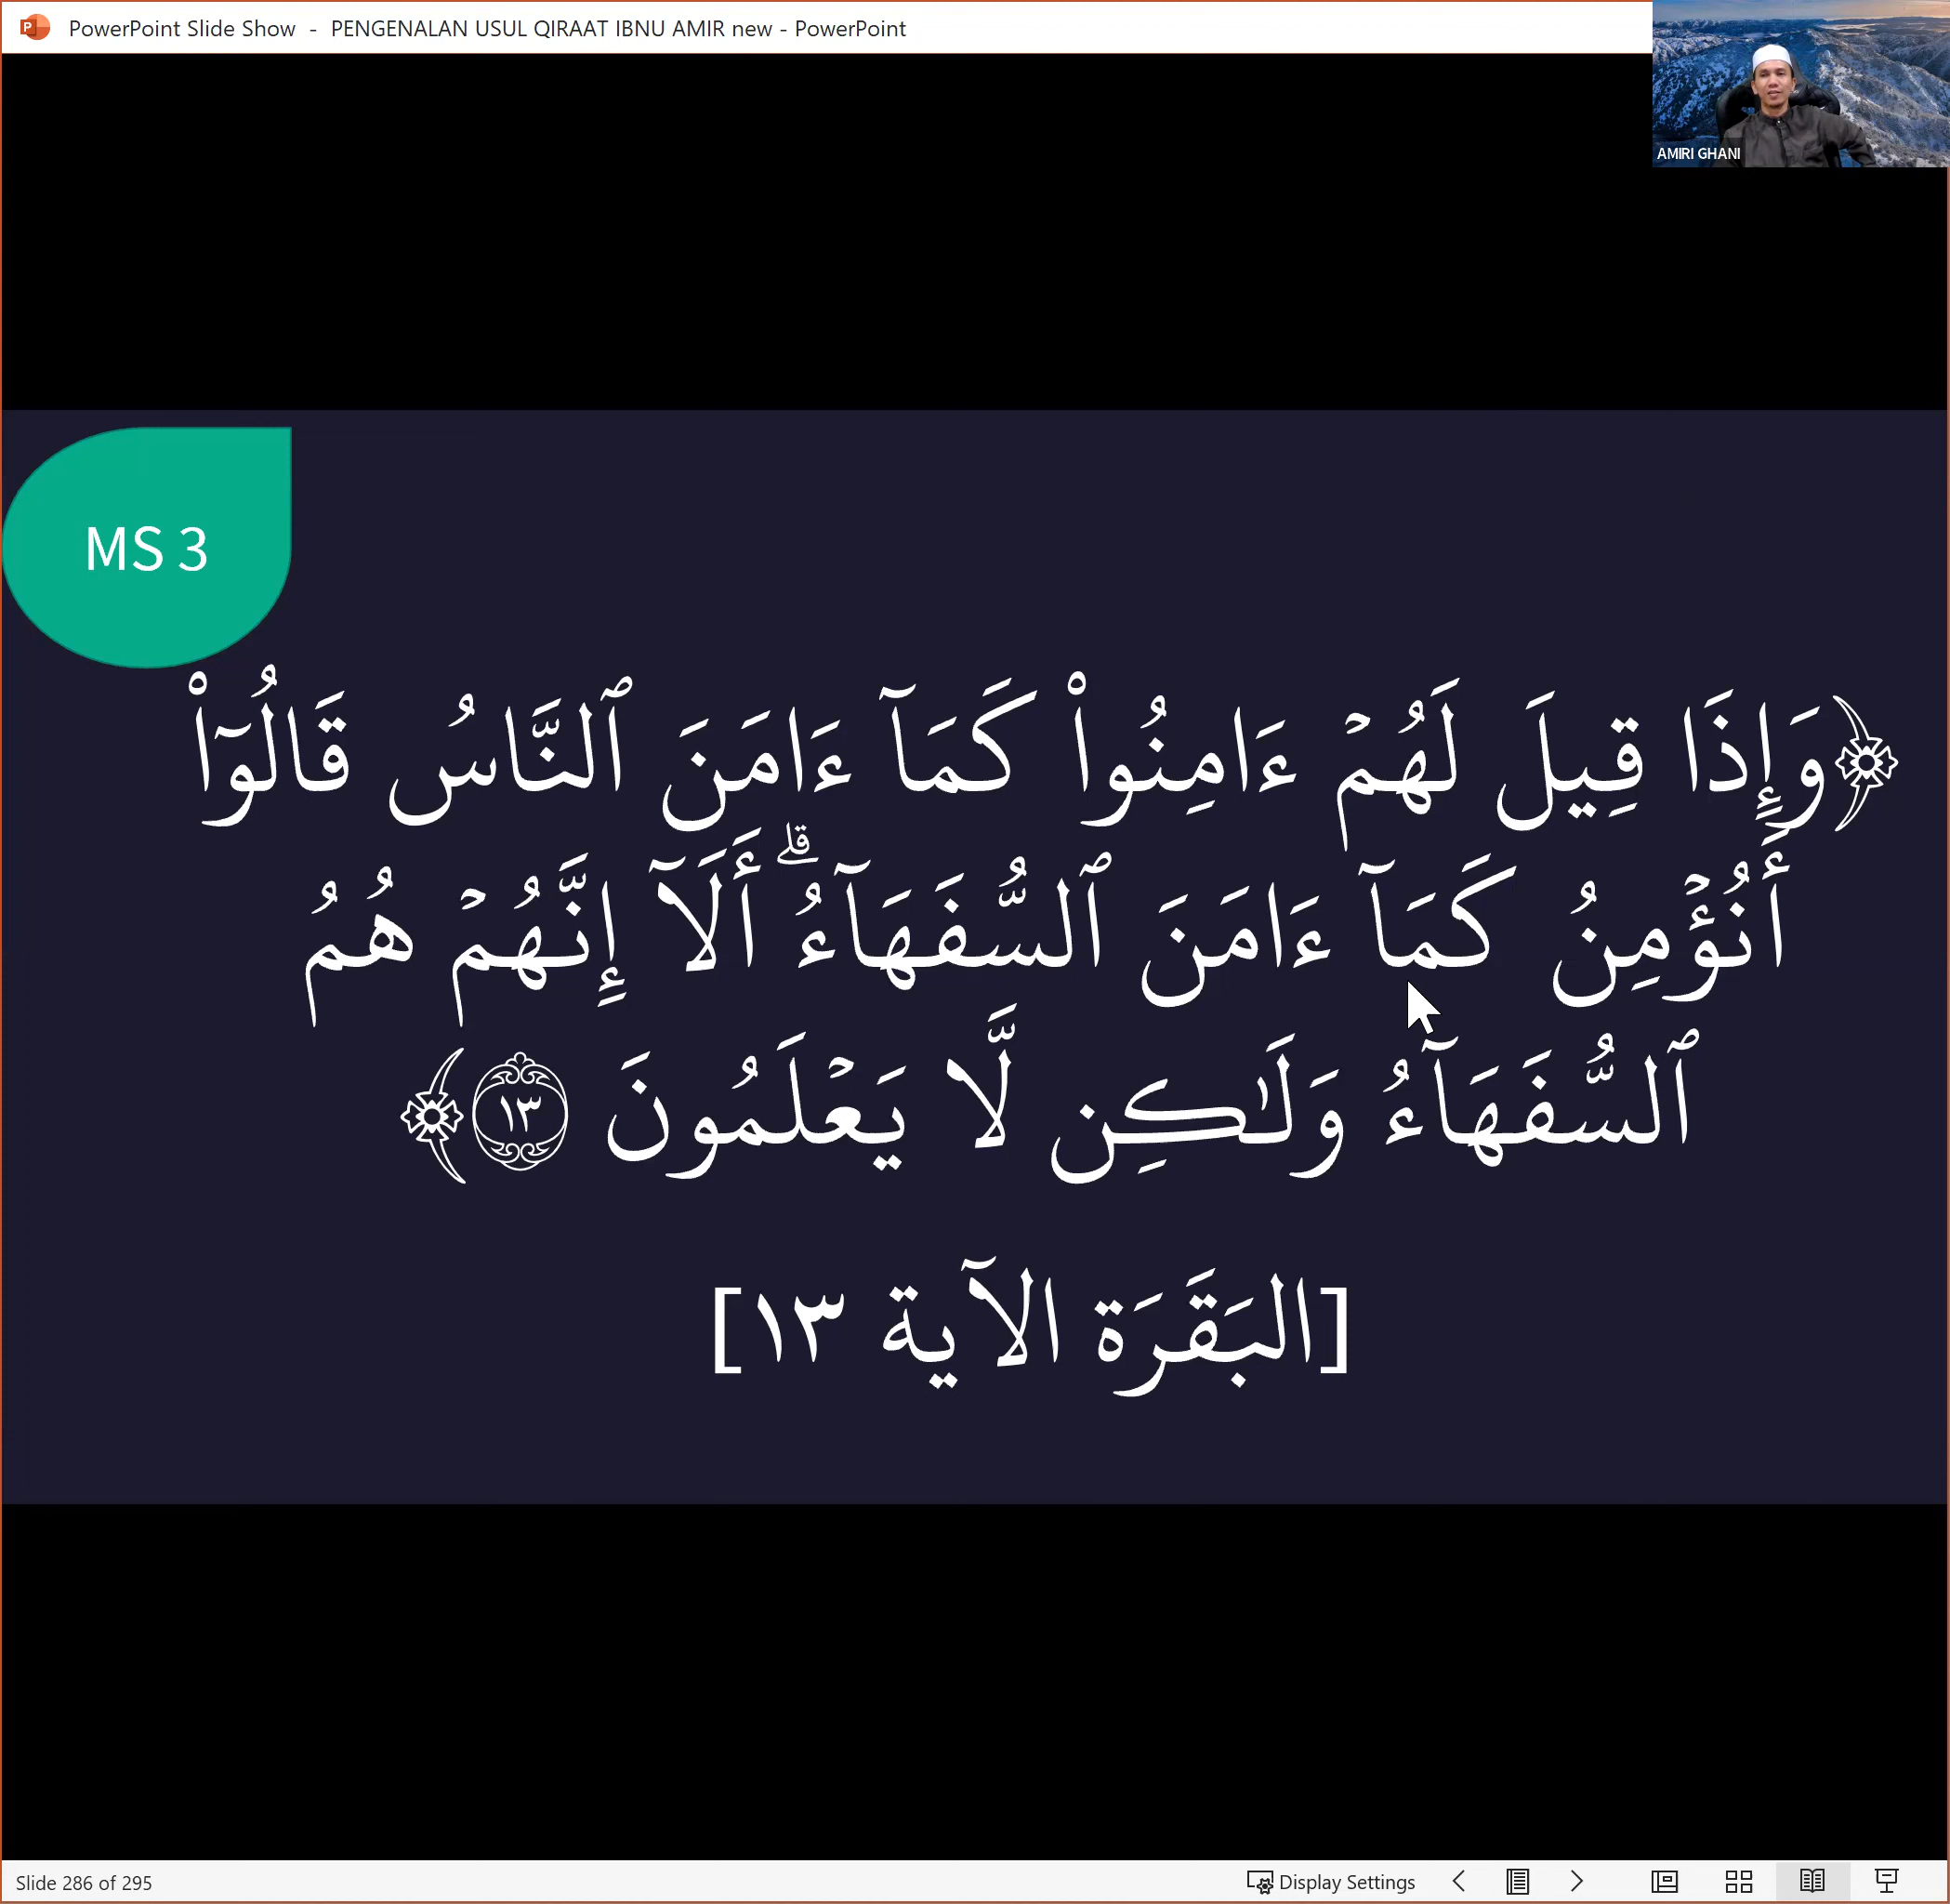 PowerPoint Slide Show - PENGENALAN USUL QIRAAT IBNU AMIR new - PowerPoint
AMIRI GHANI
MS 3
﴿وَإِذَا قِيلَ لَهُمۡ ءَامِنُواْ كَمَآ ءَامَنَ ٱلنَّاسُ قَالُوٓاْ
أَنُؤۡمِنُ كَمَآ ءَامَنَ ٱلسُّفَهَآءُۗ أَلَآ إِنَّهُمۡ هُمُ
ٱلسُّفَهَآءُ وَلَٰكِن لَّا يَعۡلَمُونَ ١٣﴾
[البَقَرَة الآية ١٣]
Slide 286 of 295
Display Settings